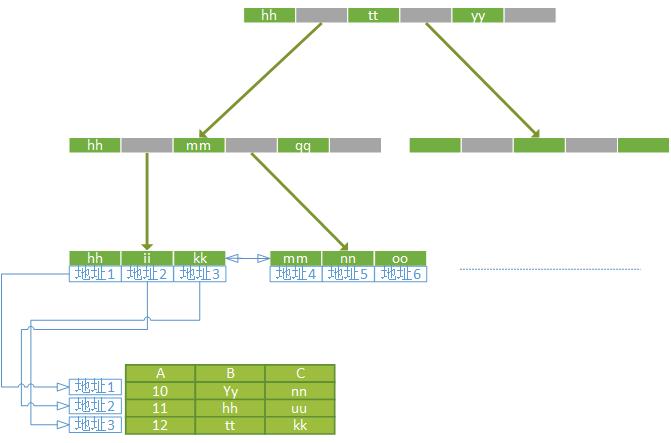 hh tt yy
hh mm qq
hh ii kk mm nn oo
地址1 地址2 地址3 地址4 地址5 地址6
A B C
地址1 10 Yy nn
地址2 11 hh uu
地址3 12 tt kk